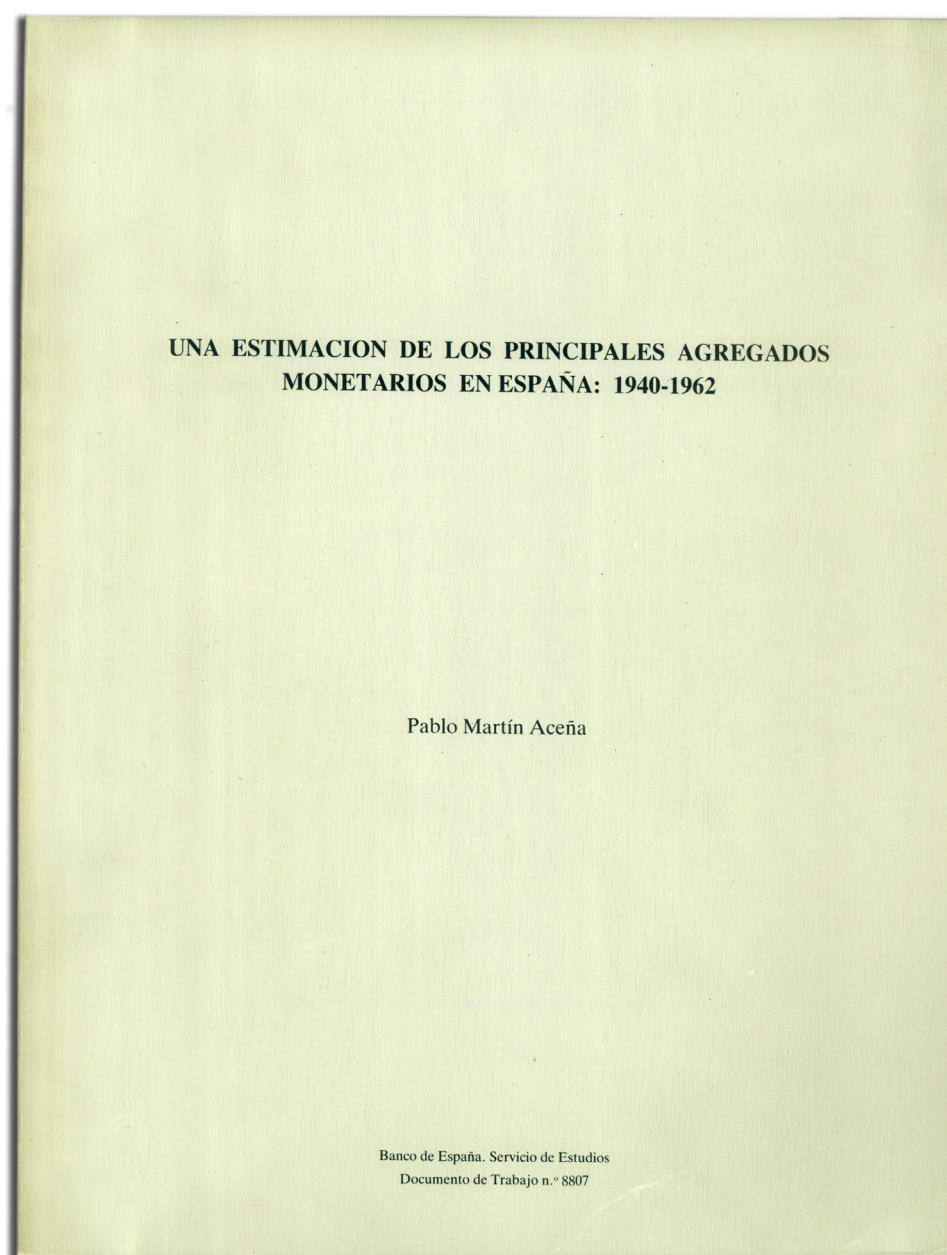 UNA ESTIMACION DE LOS PRINCIPALES AGREGADOS
MONETARIOS EN ESPAÑA: 1940-1962
Pablo Martín Aceña
Banco de España. Servicio de Estudios
Documento de Trabajo n.º 8807